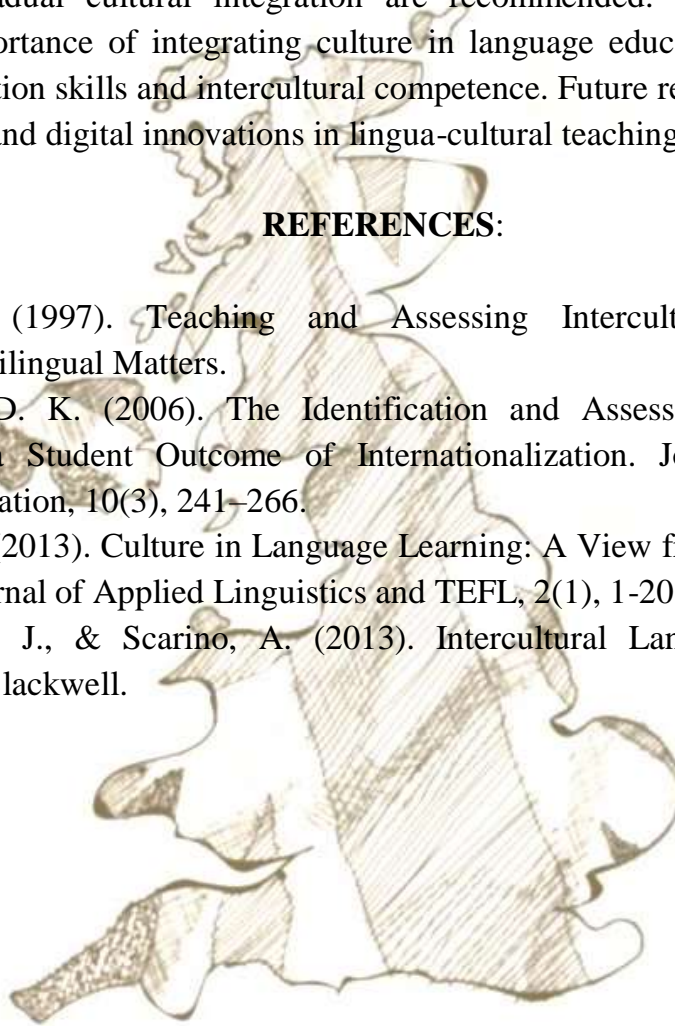 cultural integration are recommended.
ortance of integrating culture in language educ
tion skills and intercultural competence. Future re
nd digital innovations in lingua-cultural teaching
REFERENCES:
(1997). Teaching and Assessing Intercult
ilingual Matters.
D. K. (2006). The Identification and Assess
Student Outcome of Internationalization. Jo
ation, 10(3), 241–266.
(2013). Culture in Language Learning: A View f
rnal of Applied Linguistics and TEFL, 2(1), 1-20
J., & Scarino, A. (2013). Intercultural Lan
lackwell.